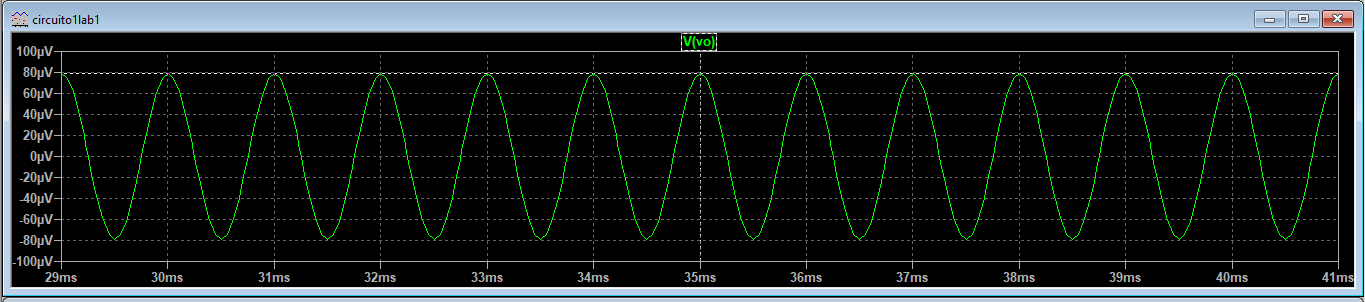 circuito1lab1
V(vo)
100µV
80µV
60µV
40µV
20µV
0µV
-20µV
-40µV
-60µV
-80µV
-100µV
29ms 30ms 31ms 32ms 33ms 34ms 35ms 36ms 37ms 38ms 39ms 40ms 41ms